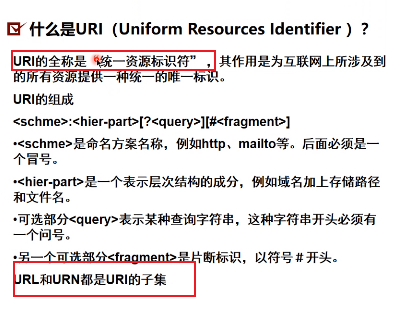 什么是URI（Uniform Resources Identifier ）？
URI的全称是“统一资源标识符”，其作用是为互联网上所涉及到
的所有资源提供一种统一的唯一标识。
URI的组成
<schme>:<hier-part>[?<query>][#<fragment>]
•<schme>是命名方案名称，例如http、mailto等。后面必须是一
个冒号。
•<hier-part>是一个表示层次结构的成分，例如域名加上存储路径
和文件名。
•可选部分<query>表示某种查询字符串，这种字符串开头必须有
一个问号。
•另一个可选部分<fragment>是片断标识，以符号＃开头。
URL和URN都是URI的子集